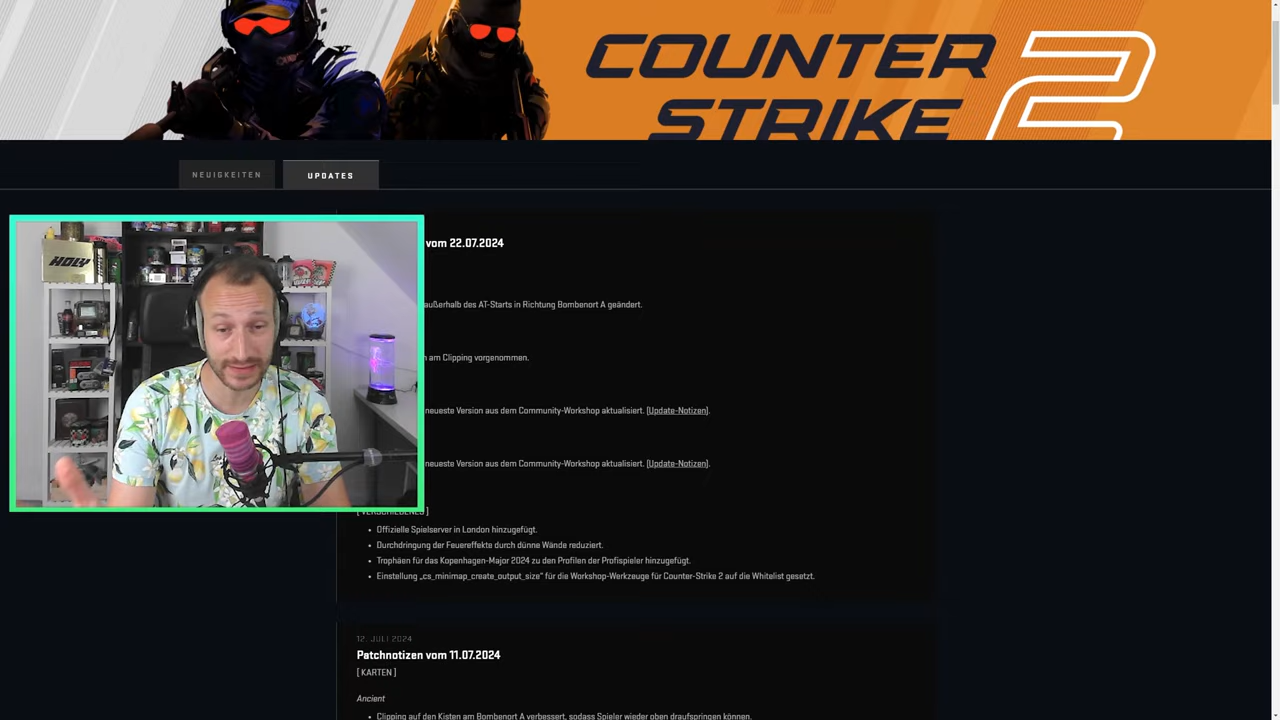 COUNTER
STRIKE 2
NEUIGKEITEN
UPDATES
vom 22.07.2024
außerhalb des AT-Starts in Richtung Bombenort A geändert.
am Clipping vorgenommen.
neueste Version aus dem Community-Workshop aktualisiert. [Update-Notizen].
neueste Version aus dem Community-Workshop aktualisiert. [Update-Notizen].
HOLY
[ VERSCHIEDENES ]
• Offizielle Spielserver in London hinzugefügt.
• Durchdringung der Feuereffekte durch dünne Wände reduziert.
• Trophäen für das Kopenhagen-Major 2024 zu den Profilen der Profispieler hinzugefügt.
• Einstellung „cs_minimap_create_output_size“ für die Workshop-Werkzeuge für Counter-Strike 2 auf die Whitelist gesetzt.
12. JULI 2024
Patchnotizen vom 11.07.2024
[ KARTEN ]
Ancient
• Clipping auf den Kisten am Bombenort A verbessert, sodass Spieler wieder oben draufspringen können.